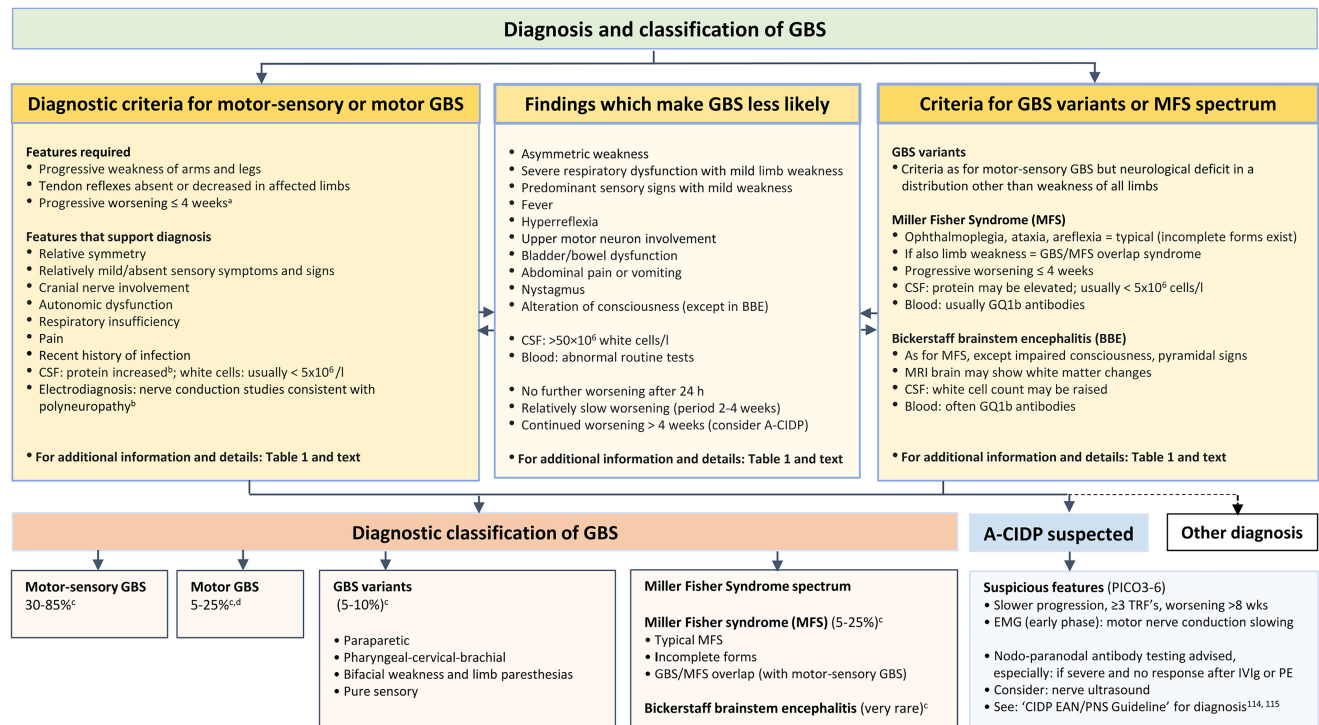 Diagnosis and classification of GBS
Diagnostic criteria for motor-sensory or motor GBS
Features required
• Progressive weakness of arms and legs
• Tendon reflexes absent or decreased in affected limbs
• Progressive worsening ≤ 4 weeksᵃ
Features that support diagnosis
• Relative symmetry
• Relatively mild/absent sensory symptoms and signs
• Cranial nerve involvement
• Autonomic dysfunction
• Respiratory insufficiency
• Pain
• Recent history of infection
• CSF: protein increasedᵇ; white cells: usually < 5x10⁶/l
• Electrodiagnosis: nerve conduction studies consistent with
polyneuropathyᵇ
• For additional information and details: Table 1 and text
Findings which make GBS less likely
• Asymmetric weakness
• Severe respiratory dysfunction with mild limb weakness
• Predominant sensory signs with mild weakness
• Fever
• Hyperreflexia
• Upper motor neuron involvement
• Bladder/bowel dysfunction
• Abdominal pain or vomiting
• Nystagmus
• Alteration of consciousness (except in BBE)
• CSF: >50×10⁶ white cells/l
• Blood: abnormal routine tests
• No further worsening after 24 h
• Relatively slow worsening (period 2-4 weeks)
• Continued worsening > 4 weeks (consider A-CIDP)
• For additional information and details: Table 1 and text
Criteria for GBS variants or MFS spectrum
GBS variants
• Criteria as for motor-sensory GBS but neurological deficit in a
distribution other than weakness of all limbs
Miller Fisher Syndrome (MFS)
• Ophthalmoplegia, ataxia, areflexia = typical (incomplete forms exist)
• If also limb weakness = GBS/MFS overlap syndrome
• Progressive worsening ≤ 4 weeks
• CSF: protein may be elevated; usually < 5x10⁶ cells/l
• Blood: usually GQ1b antibodies
Bickerstaff brainstem encephalitis (BBE)
• As for MFS, except impaired consciousness, pyramidal signs
• MRI brain may show white matter changes
• CSF: white cell count may be raised
• Blood: often GQ1b antibodies
• For additional information and details: Table 1 and text
Diagnostic classification of GBS
Motor-sensory GBS
30-85%ᶜ
Motor GBS
5-25%ᶜ,ᵈ
GBS variants
(5-10%)ᶜ
• Paraparetic
• Pharyngeal-cervical-brachial
• Bifacial weakness and limb paresthesias
• Pure sensory
Miller Fisher Syndrome spectrum
Miller Fisher syndrome (MFS) (5-25%)ᶜ
• Typical MFS
• Incomplete forms
• GBS/MFS overlap (with motor-sensory GBS)
Bickerstaff brainstem encephalitis (very rare)ᶜ
A-CIDP suspected
Suspicious features (PICO3-6)
• Slower progression, ≥3 TRF's, worsening >8 wks
• EMG (early phase): motor nerve conduction slowing
• Nodo-paranodal antibody testing advised,
especially: if severe and no response after IVIg or PE
• Consider: nerve ultrasound
• See: 'CIDP EAN/PNS Guideline' for diagnosis¹¹⁴, ¹¹⁵
Other diagnosis